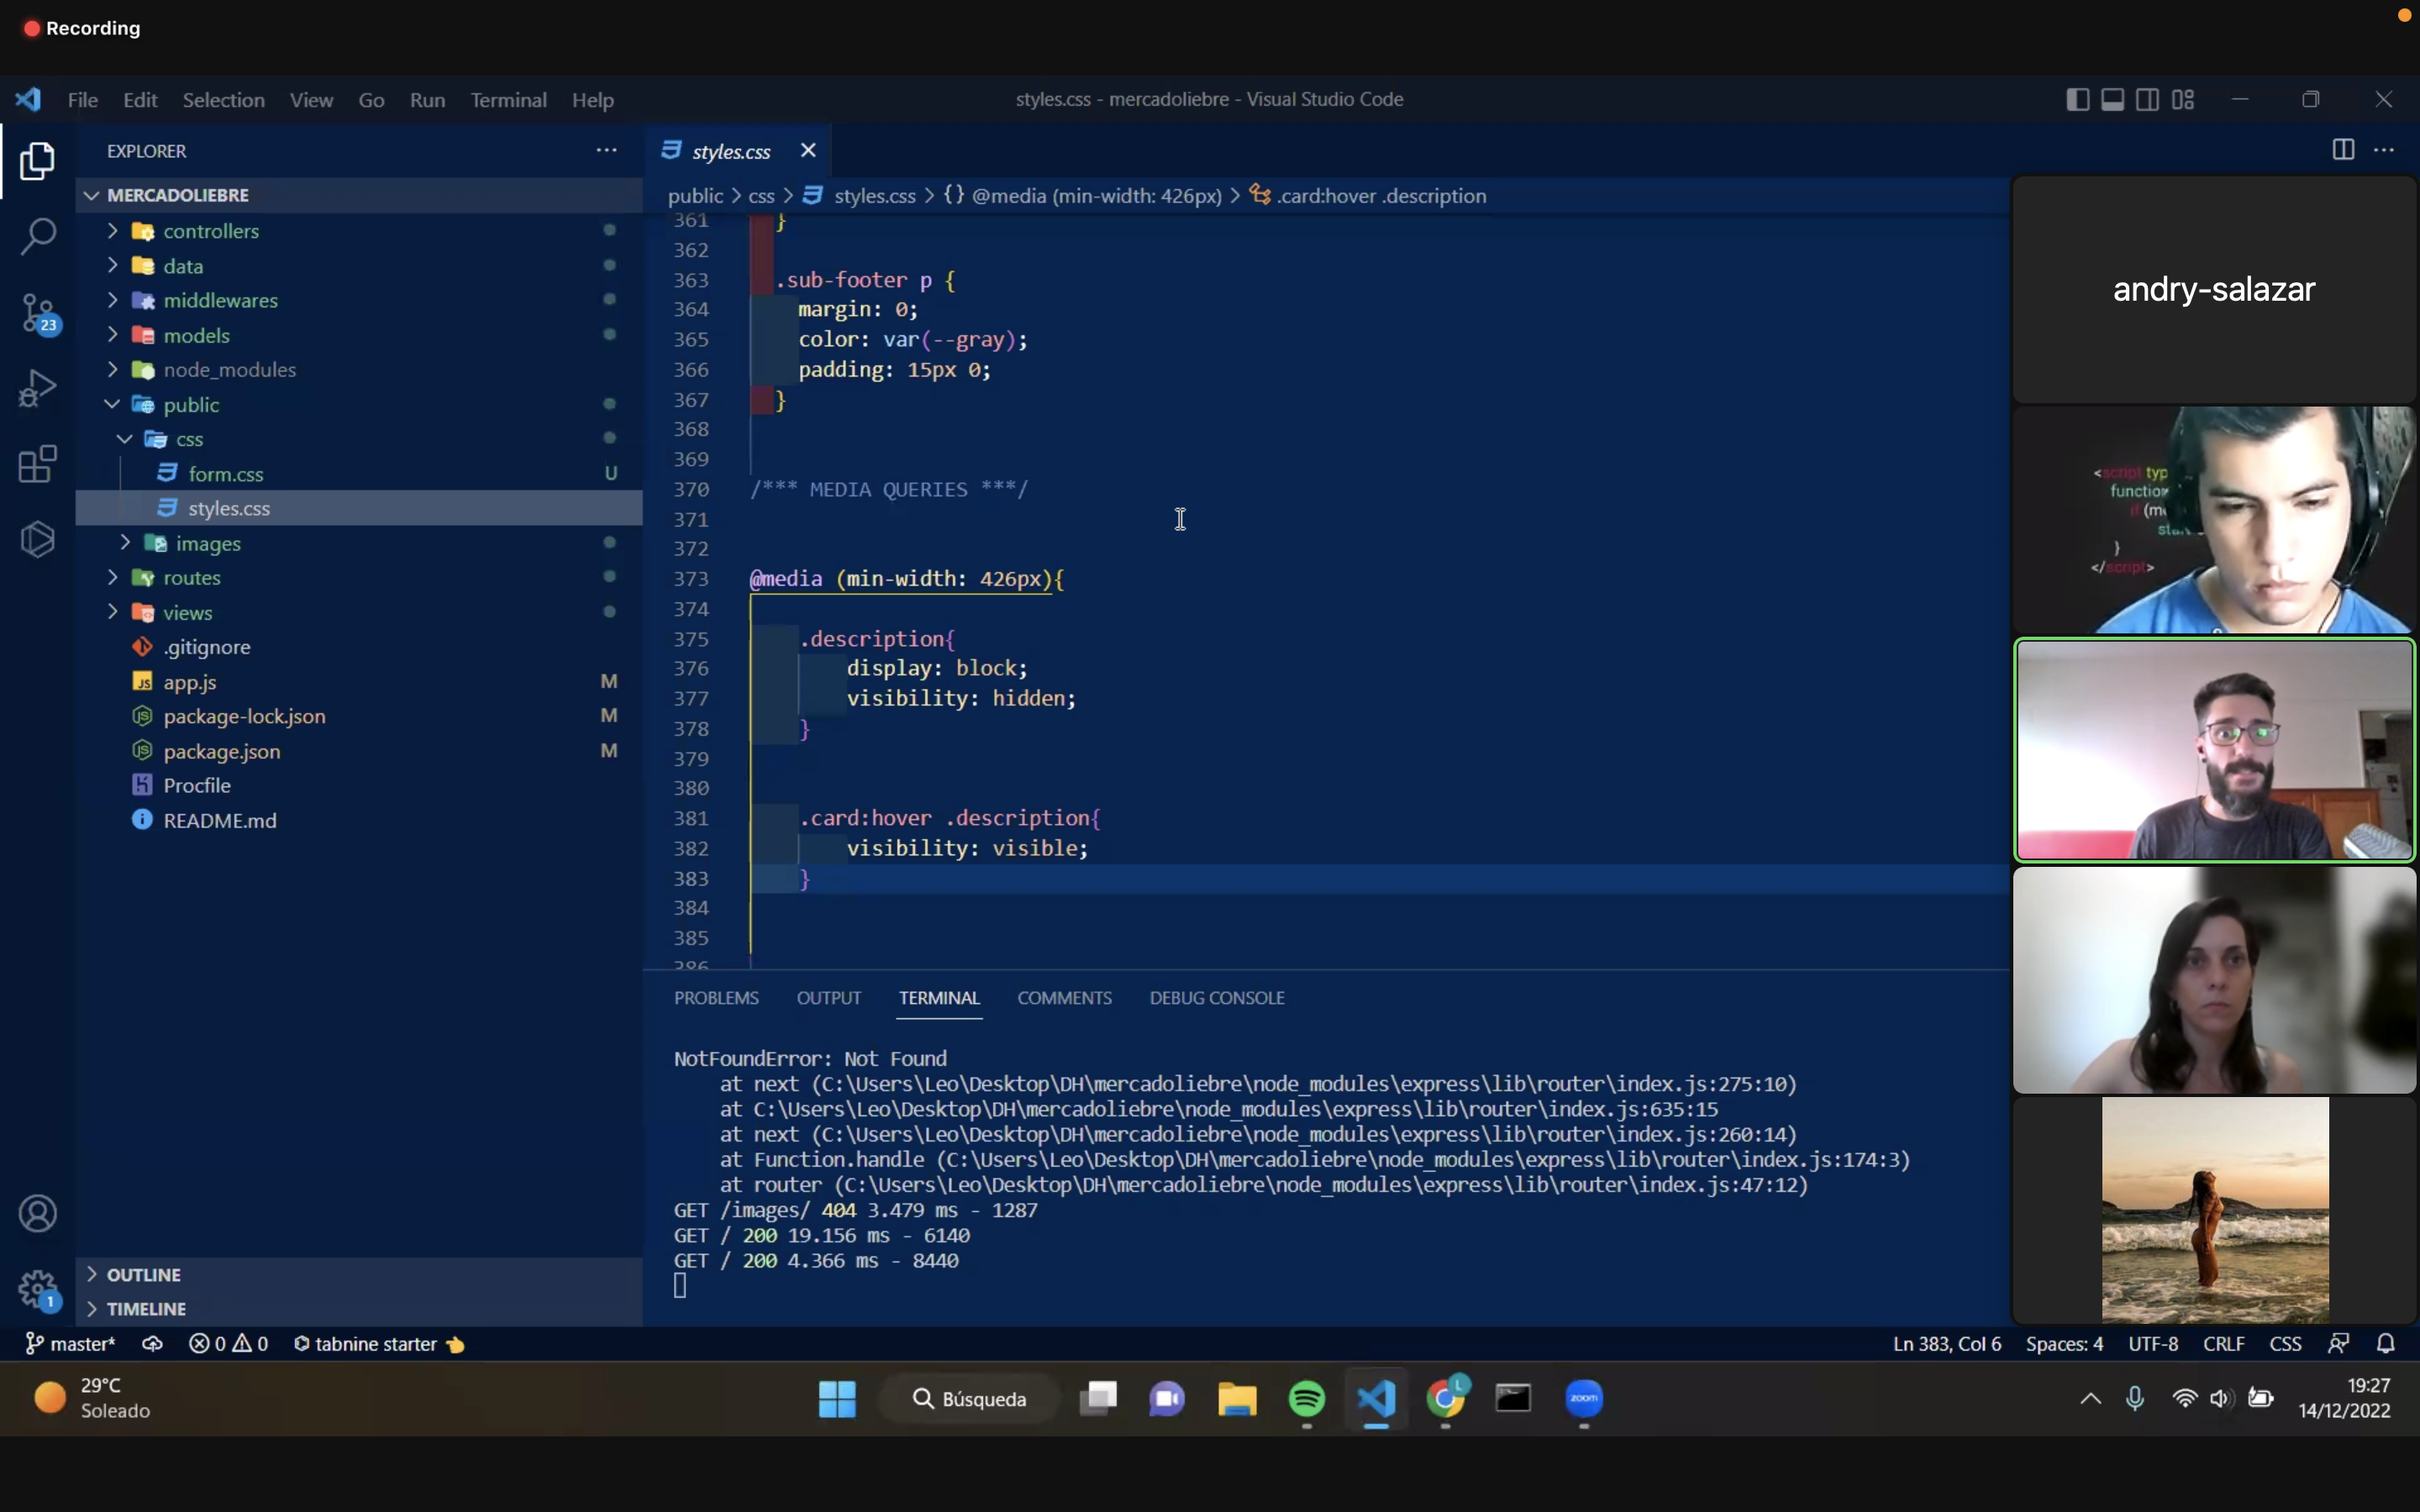 Recording
File Edit Selection View Go Run Terminal Help
styles.css - mercadoliebre - Visual Studio Code
EXPLORER
MERCADOLIEBRE
controllers
data
middlewares
models
node_modules
public
css
form.css U
styles.css
images
routes
views
.gitignore
app.js M
package-lock.json M
package.json M
Procfile
README.md
OUTLINE
TIMELINE
23
1
styles.css
public > css > styles.css > {} @media (min-width: 426px) > .card:hover .description
361 }
362
363 .sub-footer p {
364 margin: 0;
365 color: var(--gray);
366 padding: 15px 0;
367 }
368
369
370 /*** MEDIA QUERIES ***/
371
372
373 @media (min-width: 426px){
374
375 .description{
376 display: block;
377 visibility: hidden;
378 }
379
380
381 .card:hover .description{
382 visibility: visible;
383 }
384
385
386
PROBLEMS OUTPUT TERMINAL COMMENTS DEBUG CONSOLE
NotFoundError: Not Found
at next (C:\Users\Leo\Desktop\DH\mercadoliebre\node_modules\express\lib\router\index.js:275:10)
at C:\Users\Leo\Desktop\DH\mercadoliebre\node_modules\express\lib\router\index.js:635:15
at next (C:\Users\Leo\Desktop\DH\mercadoliebre\node_modules\express\lib\router\index.js:260:14)
at Function.handle (C:\Users\Leo\Desktop\DH\mercadoliebre\node_modules\express\lib\router\index.js:174:3)
at router (C:\Users\Leo\Desktop\DH\mercadoliebre\node_modules\express\lib\router\index.js:47:12)
GET /images/ 404 3.479 ms - 1287
GET / 200 19.156 ms - 6140
GET / 200 4.366 ms - 8440
andry-salazar
<script typ
function
if (m
</script>
master* 0 0 tabnine starter
Ln 383, Col 6 Spaces: 4 UTF-8 CRLF CSS
29°C
Soleado
Búsqueda
L
zoom
19:27
14/12/2022